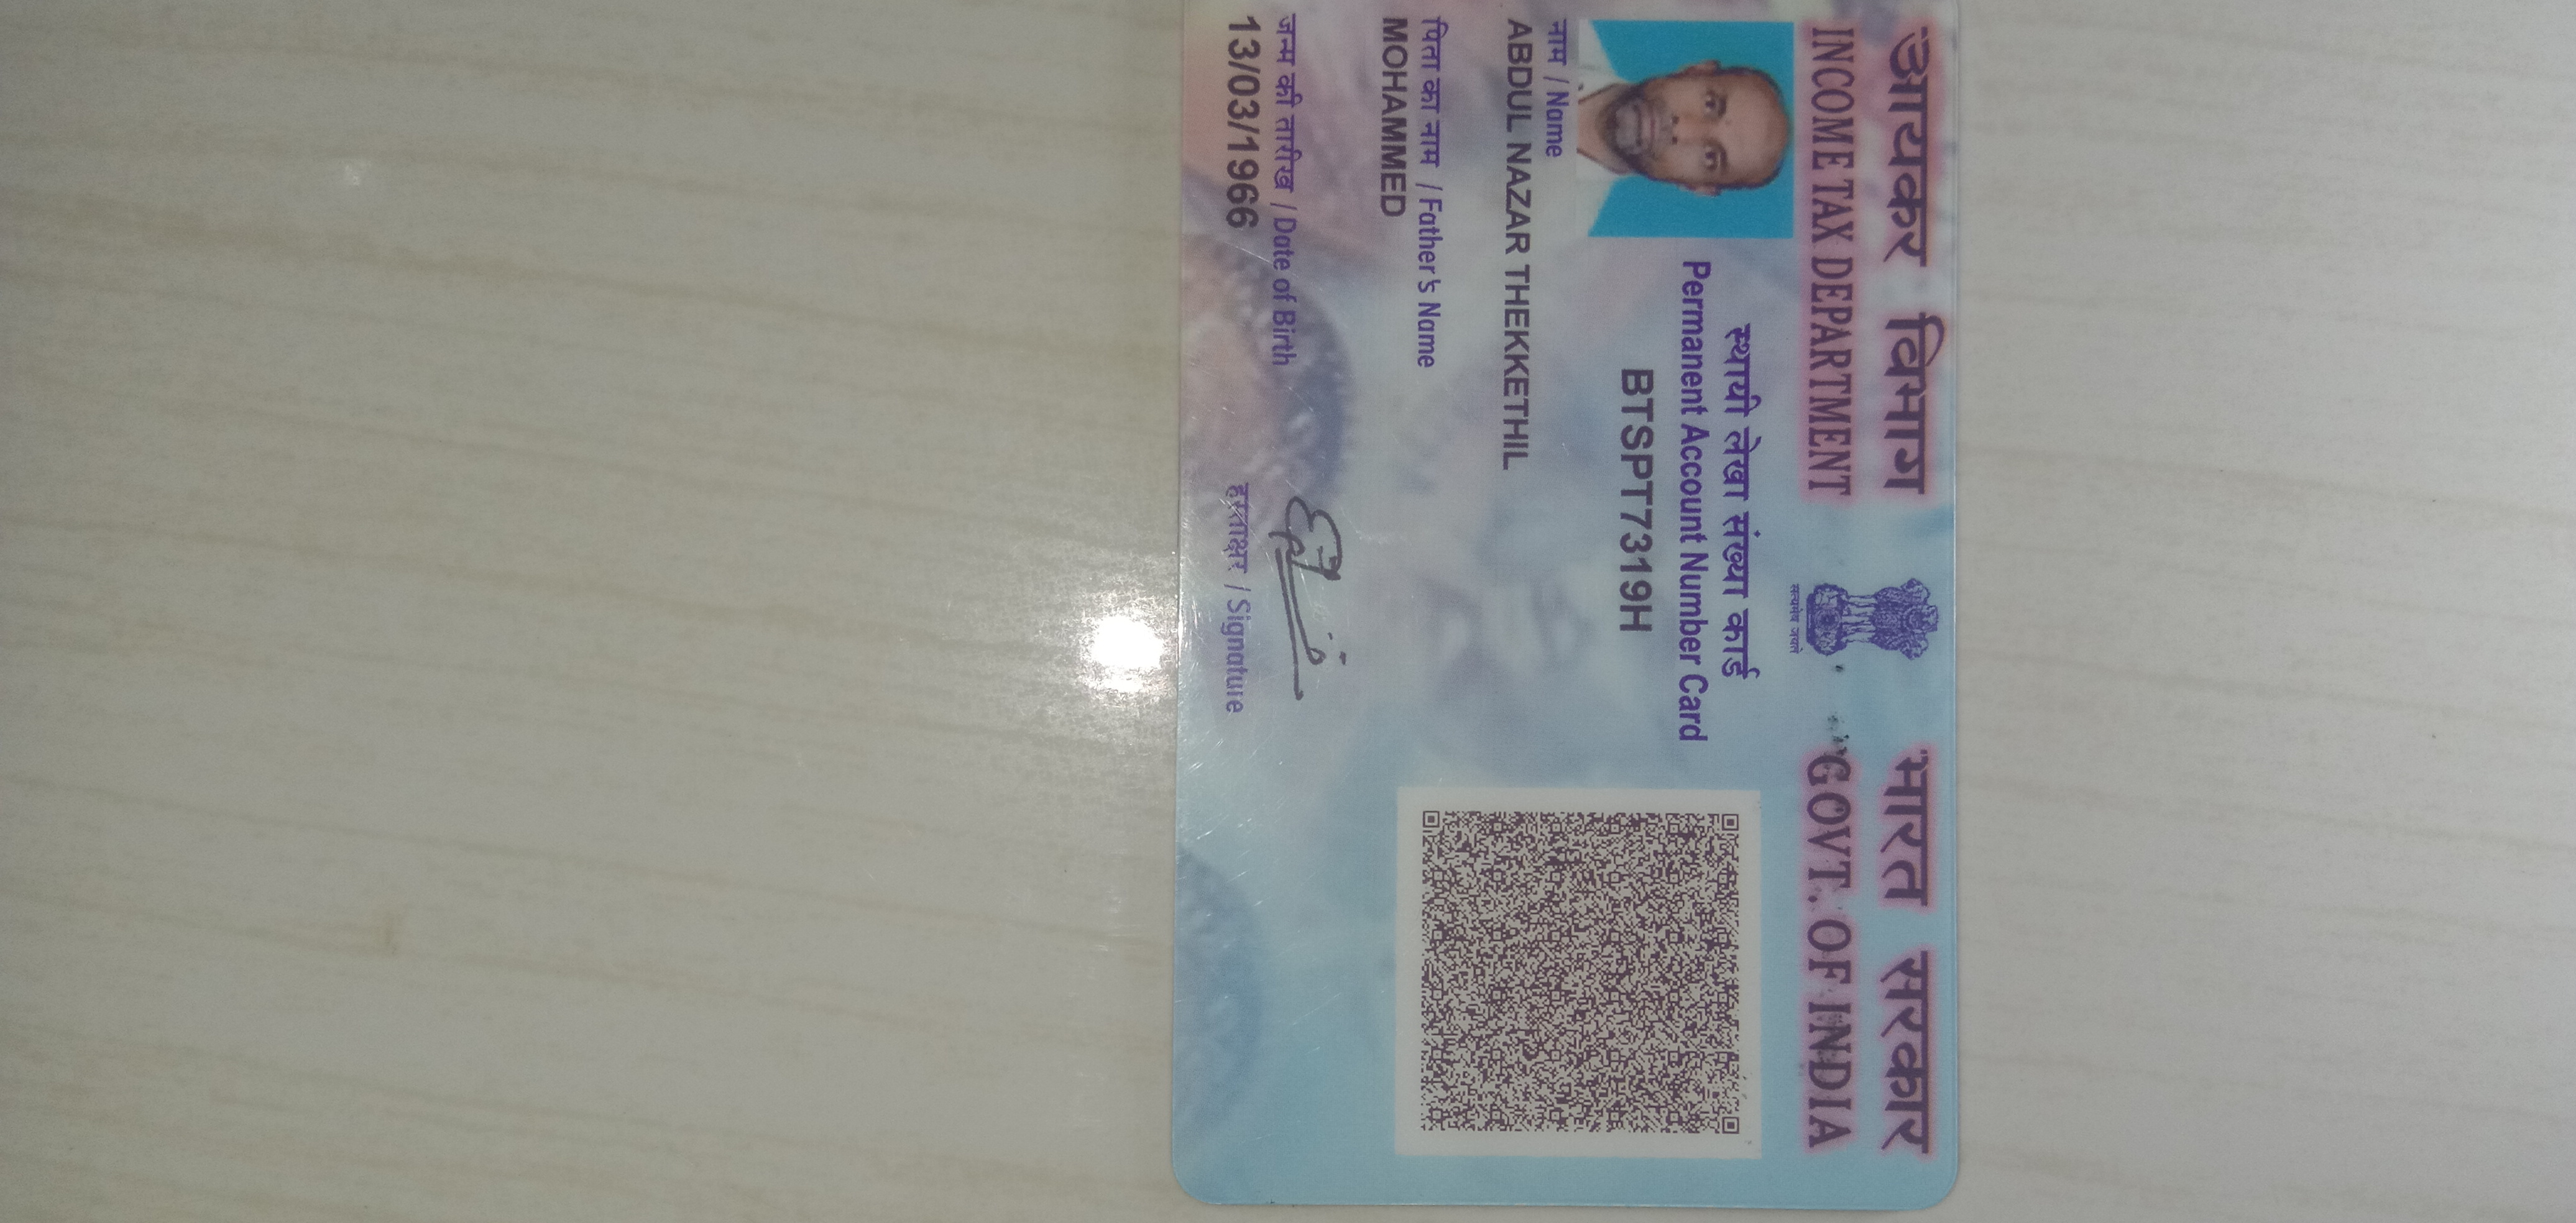 आयकर विभाग
INCOME TAX DEPARTMENT
सत्यमेव जयते
भारत सरकार
GOVT. OF INDIA
स्थायी लेखा संख्या कार्ड
Permanent Account Number Card
BTSPT7319H
नाम / Name
ABDUL NAZAR THEKKETHIL
पिता का नाम / Father's Name
MOHAMMED
जन्म की तारीख / Date of Birth
13/03/1966
हस्ताक्षर / Signature